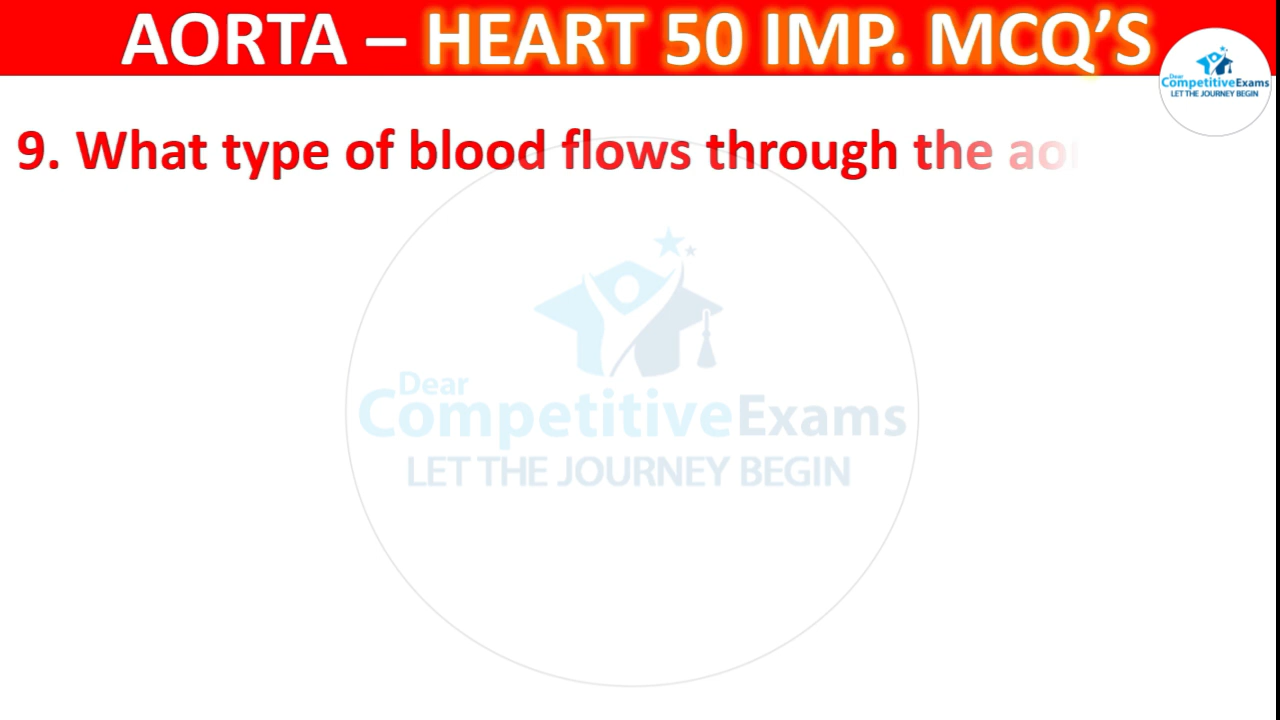 AORTA – HEART 50 IMP. MCQ’S
Dear
CompetitiveExams
LET THE JOURNEY BEGIN
9. What type of blood flows through the
Dear
CompetitiveExams
LET THE JOURNEY BEGIN